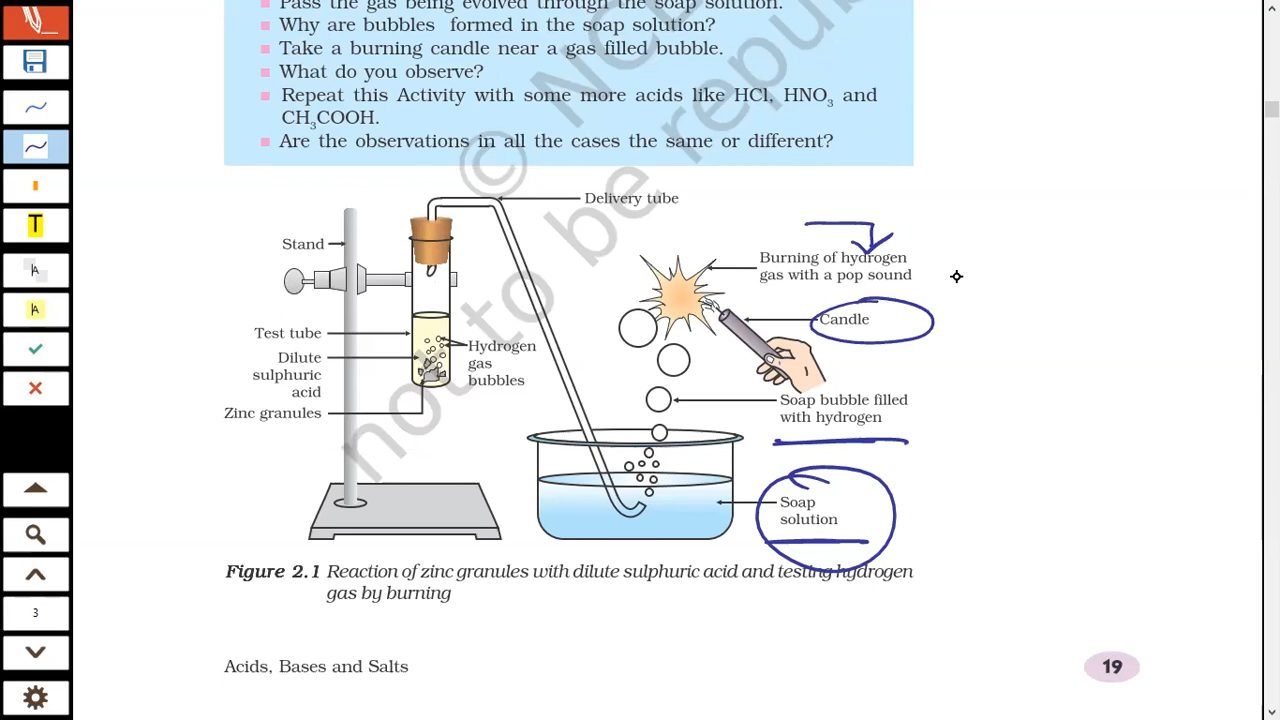 Pass the gas being evolved through the soap solution.
Why are bubbles formed in the soap solution?
Take a burning candle near a gas filled bubble.
What do you observe?
Repeat this Activity with some more acids like HCl, HNO₃ and
CH₃COOH.
Are the observations in all the cases the same or different?
Delivery tube
Stand
Burning of hydrogen
gas with a pop sound
Candle
Test tube
Hydrogen
gas
bubbles
Dilute
sulphuric
acid
Zinc granules
Soap bubble filled
with hydrogen
Soap
solution
Figure 2.1 Reaction of zinc granules with dilute sulphuric acid and testing hydrogen
gas by burning
Acids, Bases and Salts
19
not to be republ
© NC
T
A
A
3